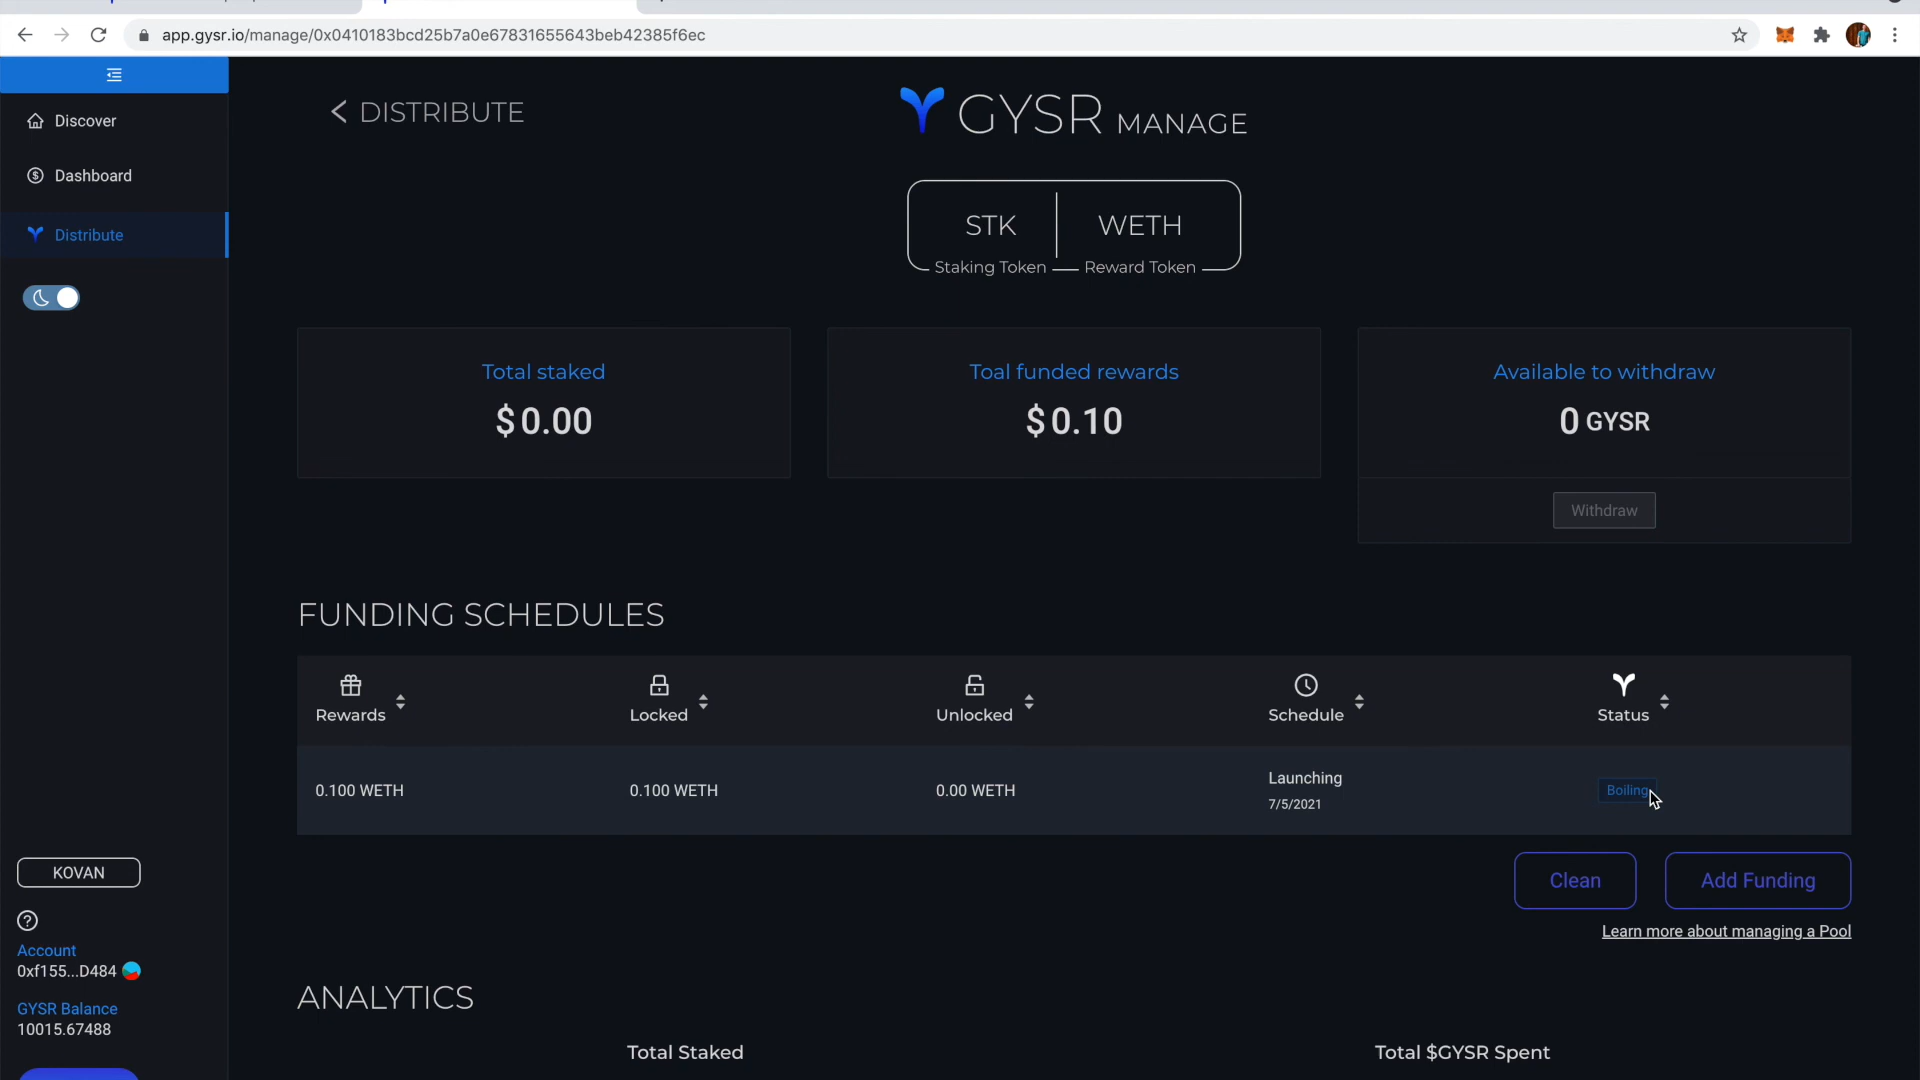 app.gysr.io/manage/0x0410183bcd25b7a0e67831655643beb42385f6ec
Discover
Dashboard
Distribute
DISTRIBUTE
GYSR MANAGE
STK
WETH
Staking Token
Reward Token
Total staked
$ 0.00
Toal funded rewards
$ 0.10
Available to withdraw
0 GYSR
Withdraw
FUNDING SCHEDULES
Rewards
Locked
Unlocked
Schedule
Status
0.100 WETH
0.100 WETH
0.00 WETH
Launching
7/5/2021
Boiling
Clean
Add Funding
Learn more about managing a Pool
KOVAN
Account
0xf155...D484
GYSR Balance
10015.67488
ANALYTICS
Total Staked
Total $GYSR Spent